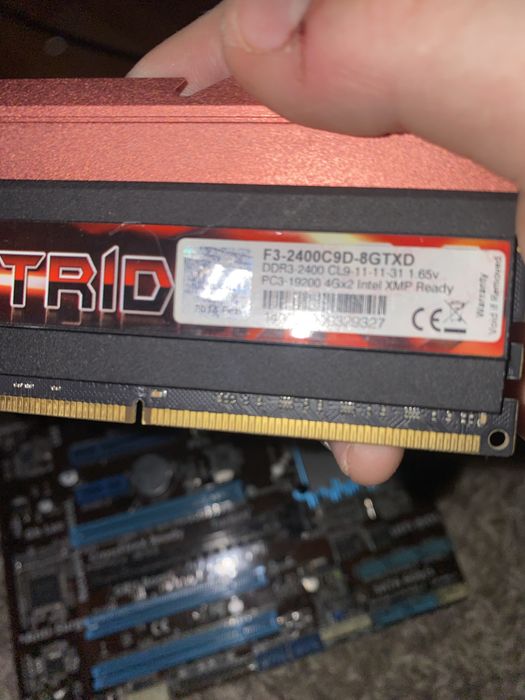 TRID
F3-2400C9D-8GTXD
DDR3-2400 CL9-11-11-31 1.65v
PC3-19200 4Gx2 Intel XMP Ready
Warranty
Void If Removed
CE